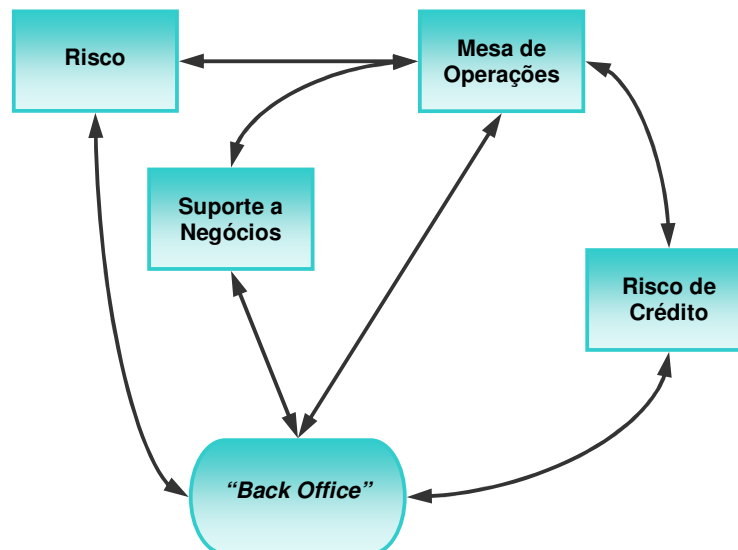 Risco
Mesa de
Operações
Suporte a
Negócios
Risco de
Crédito
“Back Office”